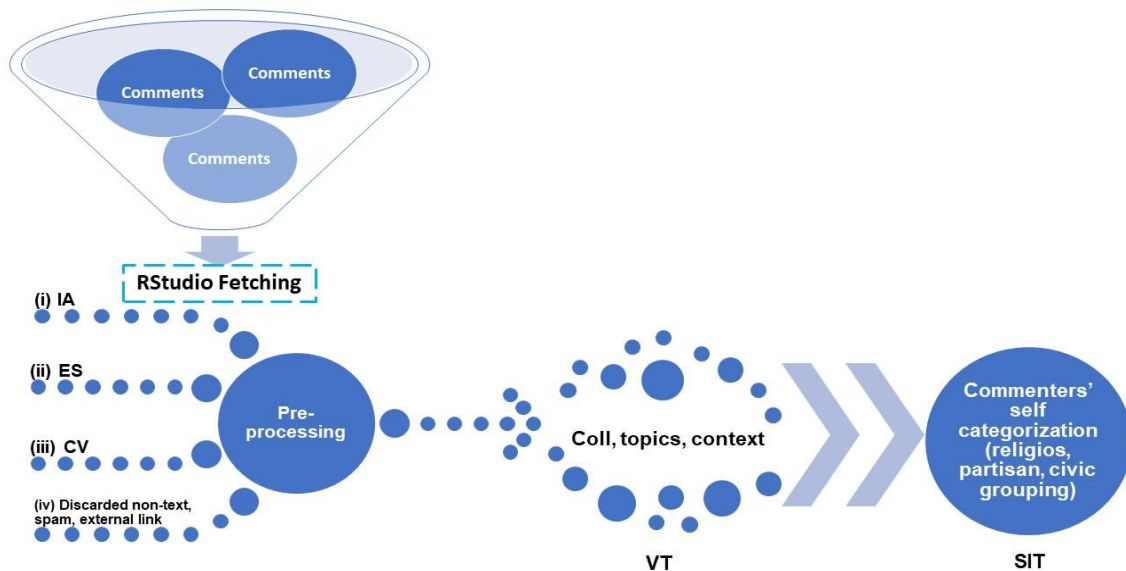 Comments
Comments
Comments
RStudio Fetching
(i) IA
(ii) ES
(iii) CV
(iv) Discarded non-text,
spam, external link
Pre-
processing
Coll, topics, context
VT
Commenters'
self
categorization
(religios,
partisan, civic
grouping)
SIT